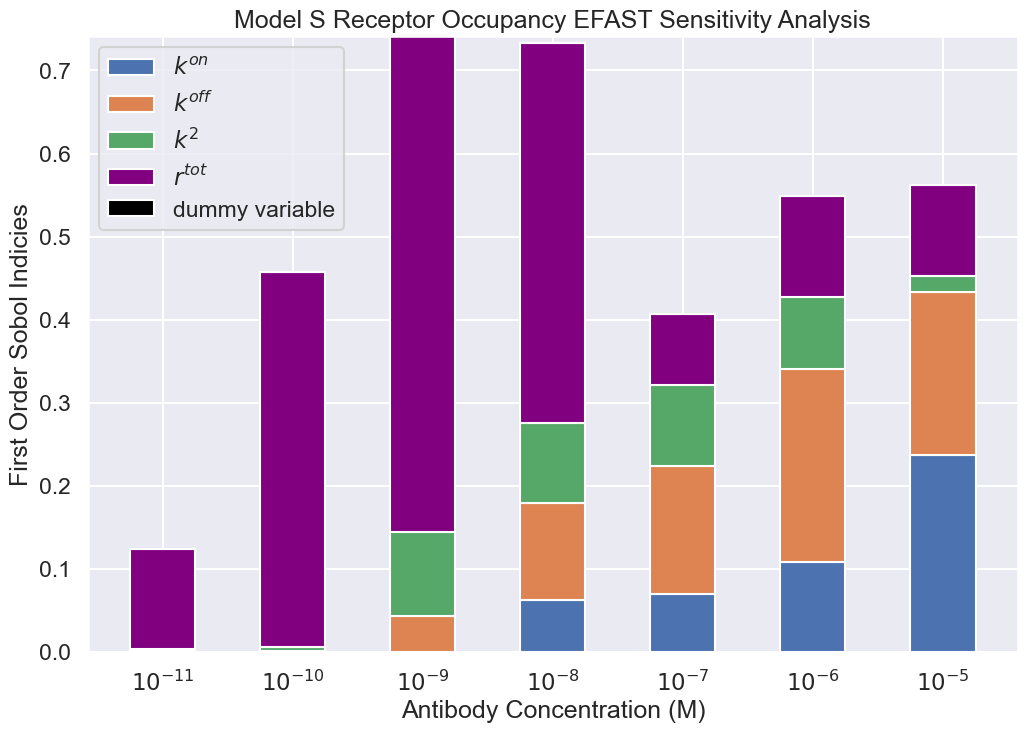 Model S Receptor Occupancy EFAST Sensitivity Analysis
First Order Sobol Indicies
0.7
0.6
0.5
0.4
0.3
0.2
0.1
0.0
k^{on}
k^{off}
k^{2}
r^{tot}
dummy variable
10^{-11} 10^{-10} 10^{-9} 10^{-8} 10^{-7} 10^{-6} 10^{-5}
Antibody Concentration (M)